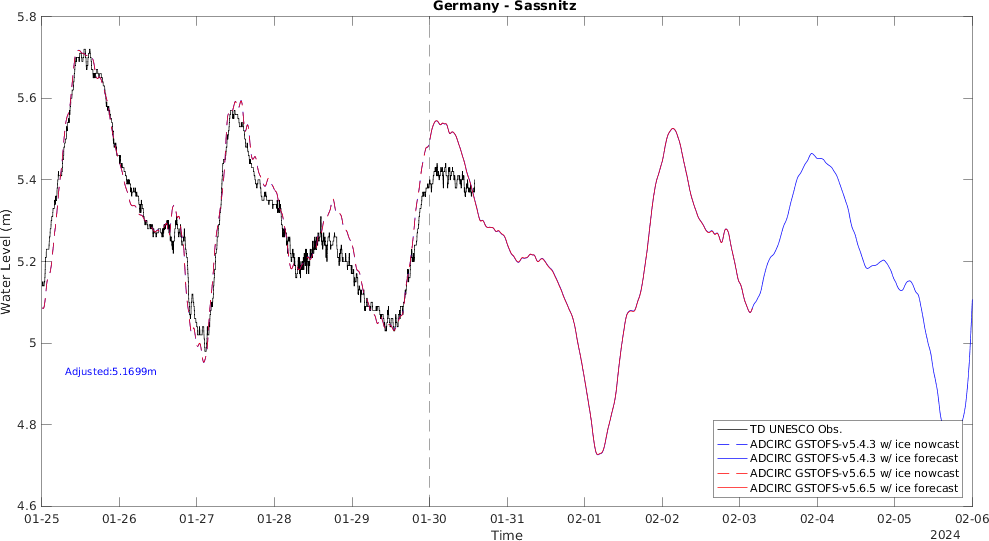 Germany - Sassnitz
5.8
5.6
5.4
5.2
5
4.8
4.6
Water Level (m)
Adjusted:5.1699m
TD UNESCO Obs.
ADCIRC GSTOFS-v5.4.3 w/ ice nowcast
ADCIRC GSTOFS-v5.4.3 w/ ice forecast
ADCIRC GSTOFS-v5.6.5 w/ ice nowcast
ADCIRC GSTOFS-v5.6.5 w/ ice forecast
01-25 01-26 01-27 01-28 01-29 01-30 01-31 02-01 02-02 02-03 02-04 02-05 02-06
Time
2024